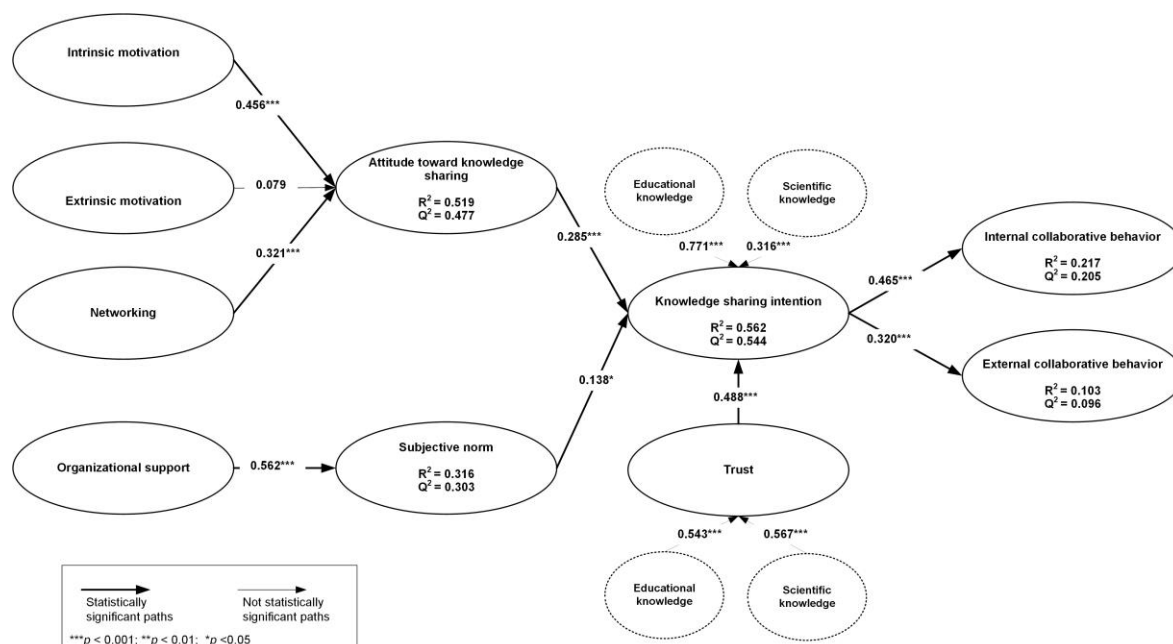 Intrinsic motivation
0.456***
Extrinsic motivation
0.079
Networking
0.321***
Attitude toward knowledge
sharing
R² = 0.519
Q² = 0.477
0.285***
Organizational support
0.562***
Subjective norm
R² = 0.316
Q² = 0.303
0.138*
Educational
knowledge
Scientific
knowledge
0.771***
0.316***
Knowledge sharing intention
R² = 0.562
Q² = 0.544
0.488***
Trust
0.543***
0.567***
Educational
knowledge
Scientific
knowledge
0.465***
0.320***
Internal collaborative behavior
R² = 0.217
Q² = 0.205
External collaborative behavior
R² = 0.103
Q² = 0.096
Statistically
significant paths
Not statistically
significant paths
***p < 0.001; **p < 0.01; *p <0.05